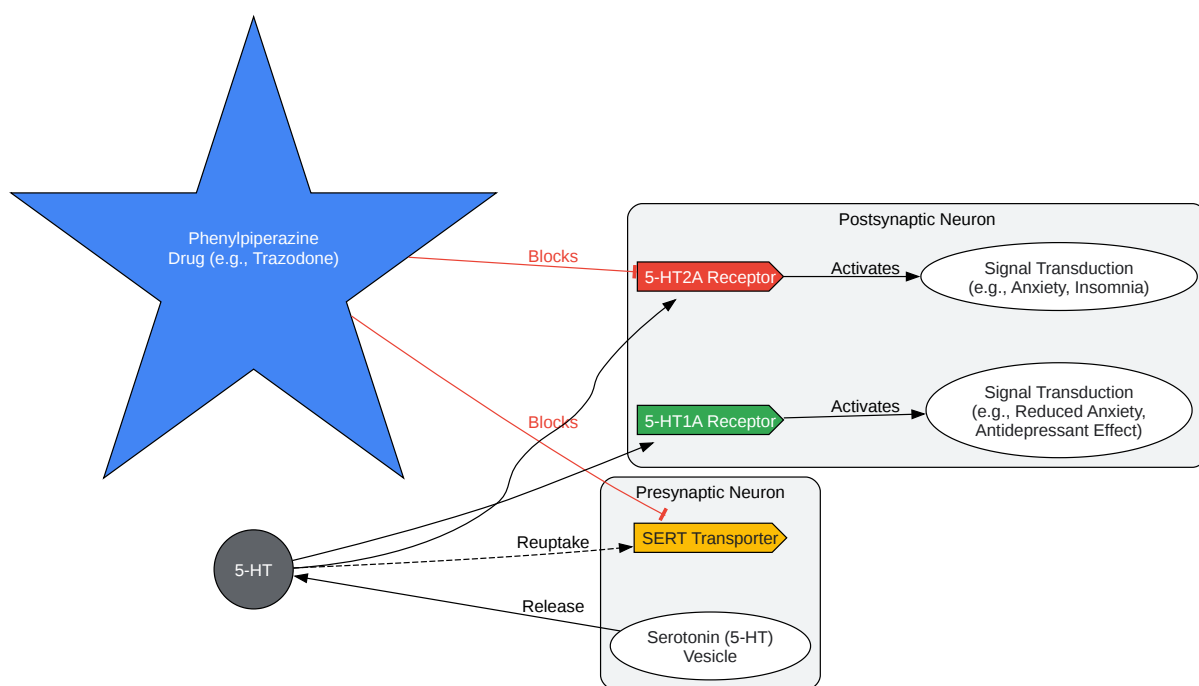 Postsynaptic Neuron
Phenylpiperazine
Drug (e.g., Trazodone)
Blocks
5-HT2A Receptor
Activates
Signal Transduction
(e.g., Anxiety, Insomnia)
Blocks
5-HT1A Receptor
Activates
Signal Transduction
(e.g., Reduced Anxiety,
Antidepressant Effect)
Presynaptic Neuron
5-HT
Reuptake
SERT Transporter
Release
Serotonin (5-HT)
Vesicle